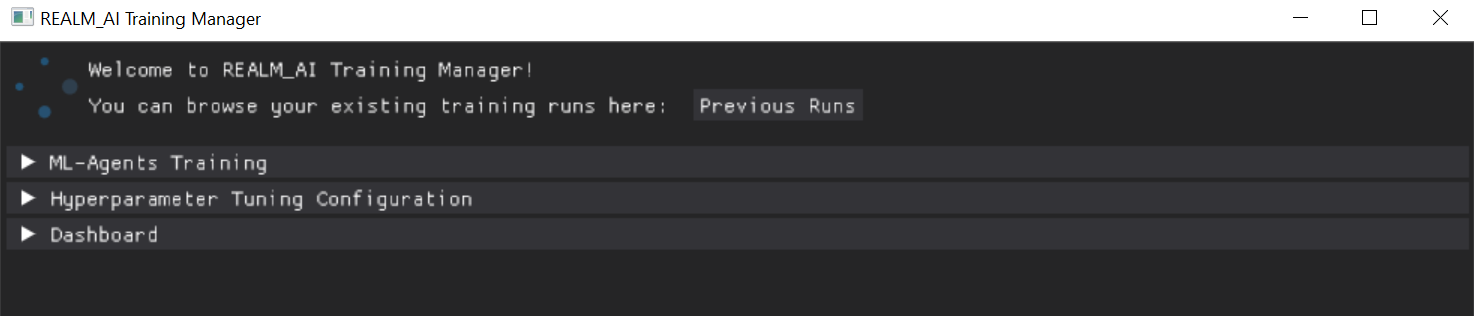 REALM_AI Training Manager
Welcome to REALM_AI Training Manager!
You can browse your existing training runs here: Previous Runs
ML-Agents Training
Hyperparameter Tuning Configuration
Dashboard